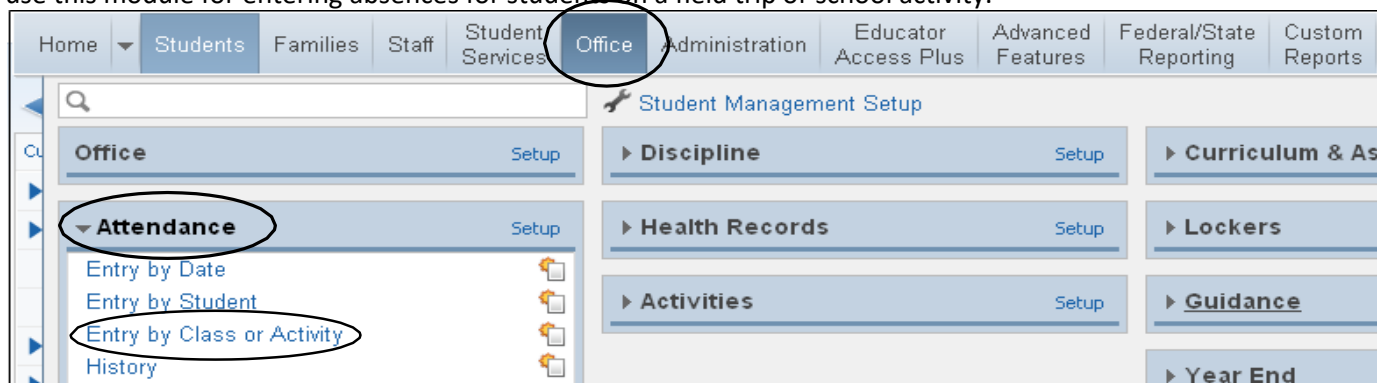 use this module for entering absences for students on a field trip or school activity.
Home Students Families Staff Student Services Office Administration Educator Access Plus Advanced Features Federal/State Reporting Custom Reports
Student Management Setup
Cu
Office Setup
Discipline Setup
Curriculum & As
Attendance Setup
Health Records Setup
Lockers
Entry by Date
Entry by Student
Activities Setup
Guidance
Entry by Class or Activity
History
Year End